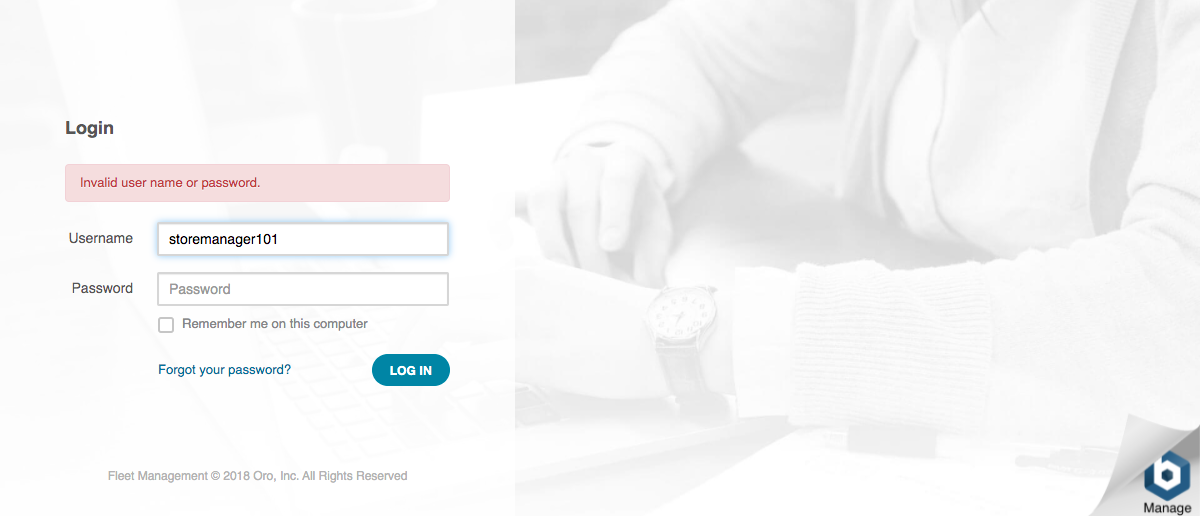 Login
Invalid user name or password.
Username storemanager101
Password Password
Remember me on this computer
Forgot your password? LOG IN
Fleet Management © 2018 Oro, Inc. All Rights Reserved
Manage